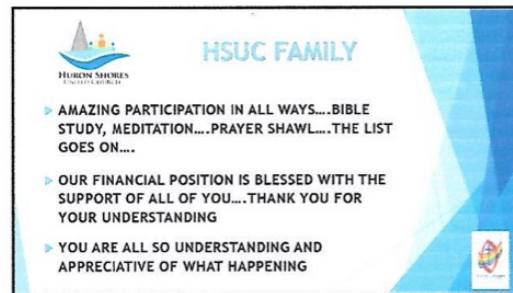 HSUC FAMILY
HURON SHORES
UNITED CHURCH
AMAZING PARTICIPATION IN ALL WAYS....BIBLE
STUDY, MEDITATION....PRAYER SHAWL....THE LIST
GOES ON....
OUR FINANCIAL POSITION IS BLESSED WITH THE
SUPPORT OF ALL OF YOU....THANK YOU FOR
YOUR UNDERSTANDING
YOU ARE ALL SO UNDERSTANDING AND
APPRECIATIVE OF WHAT HAPPENING